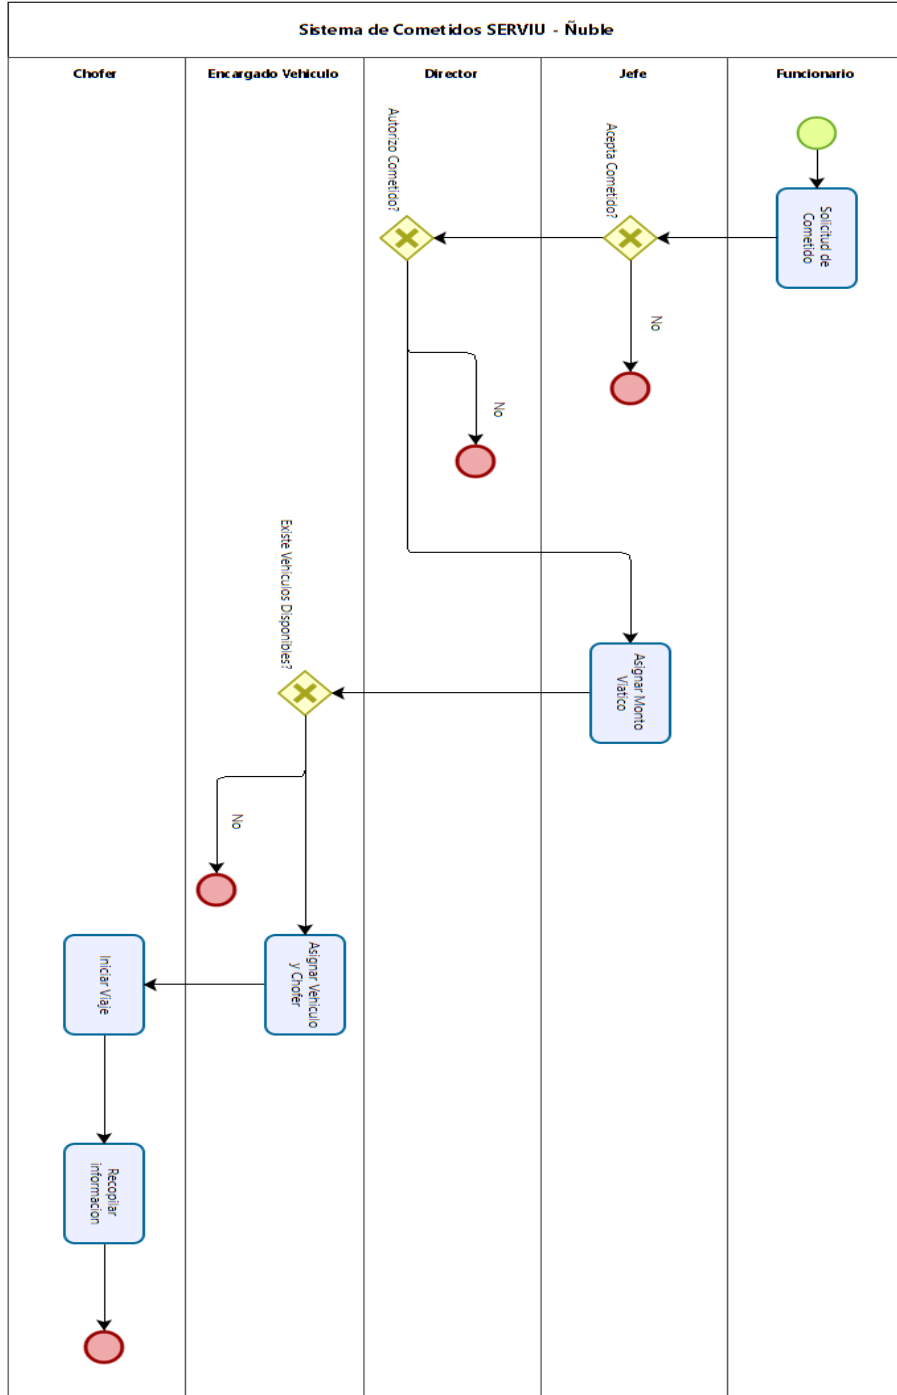 Sistema de Cometidos SERVIU - Ñuble
Chofer
Encargado Vehiculo
Director
Jefe
Funcionario
Solicitud de
Cometido
Acepta Cometido?
No
Autorizo Cometido?
No
Asignar Monto
Viatico
Existe Vehiculos Disponibles?
No
Asignar Vehiculo
y Chofer
Iniciar Viaje
Recopilar
informacion